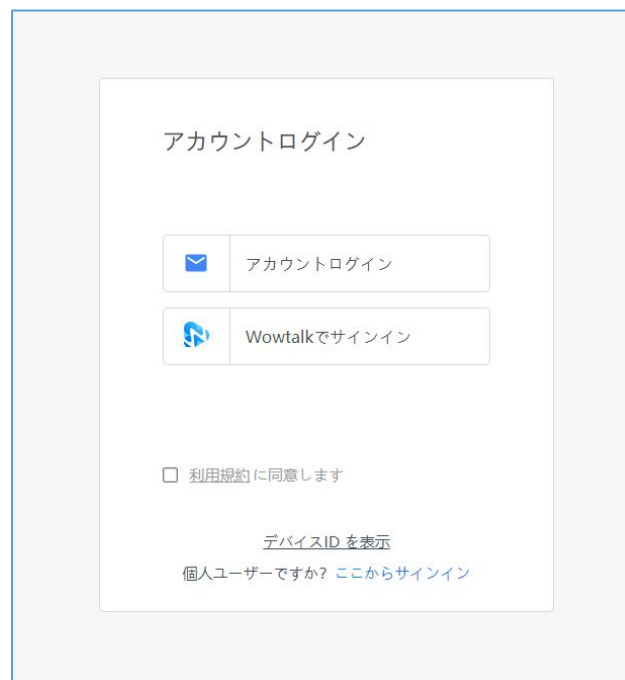 アカウントログイン
アカウントログイン
Wowtalkでサインイン
利用規約に同意します
デバイスID を表示
個人ユーザーですか? ここからサインイン